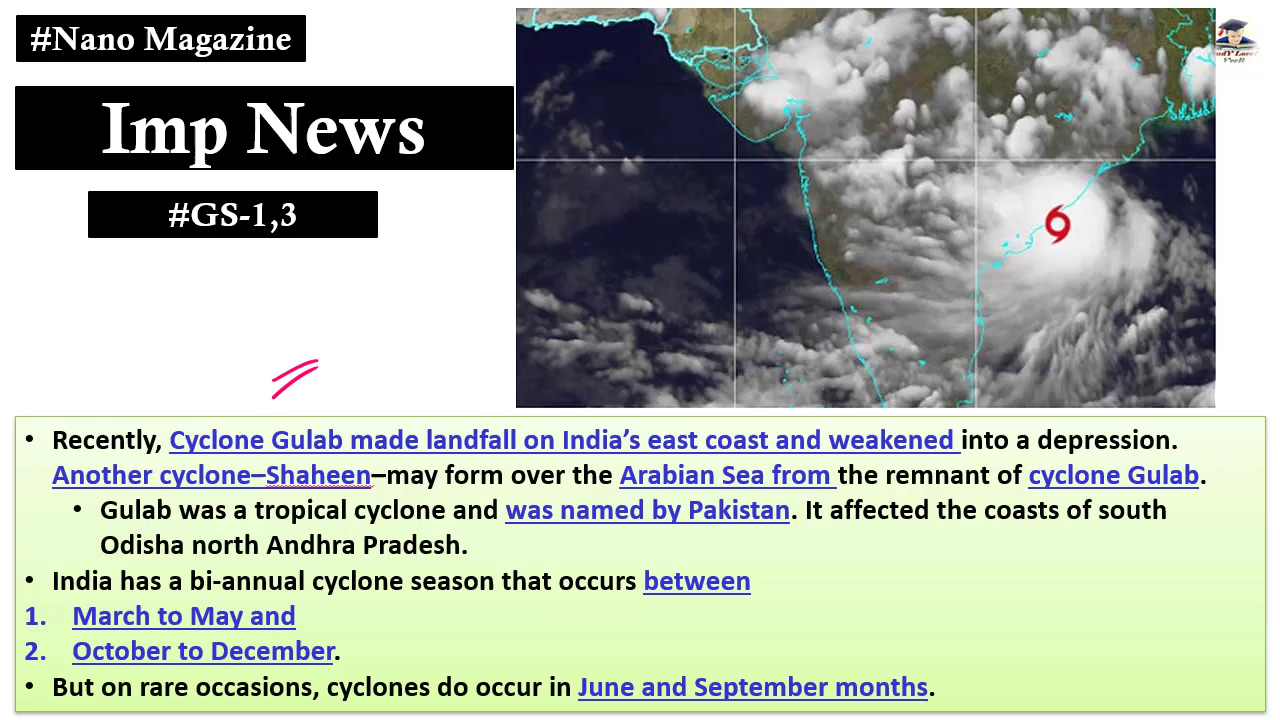 #Nano Magazine
Imp News
#GS-1,3
• Recently, Cyclone Gulab made landfall on India’s east coast and weakened into a depression.
Another cyclone–Shaheen–may form over the Arabian Sea from the remnant of cyclone Gulab.
• Gulab was a tropical cyclone and was named by Pakistan. It affected the coasts of south
Odisha north Andhra Pradesh.
• India has a bi-annual cyclone season that occurs between
1. March to May and
2. October to December.
• But on rare occasions, cyclones do occur in June and September months.